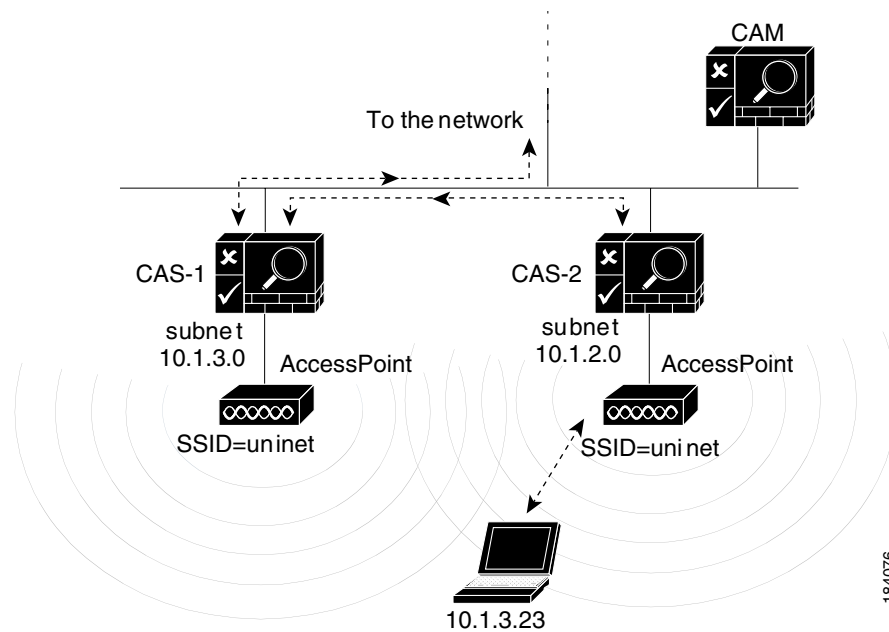 CAM
To the network
CAS-1
CAS-2
subnet
10.1.3.0
subnet
10.1.2.0
AccessPoint
AccessPoint
SSID=uninet
SSID=uninet
10.1.3.23
184076